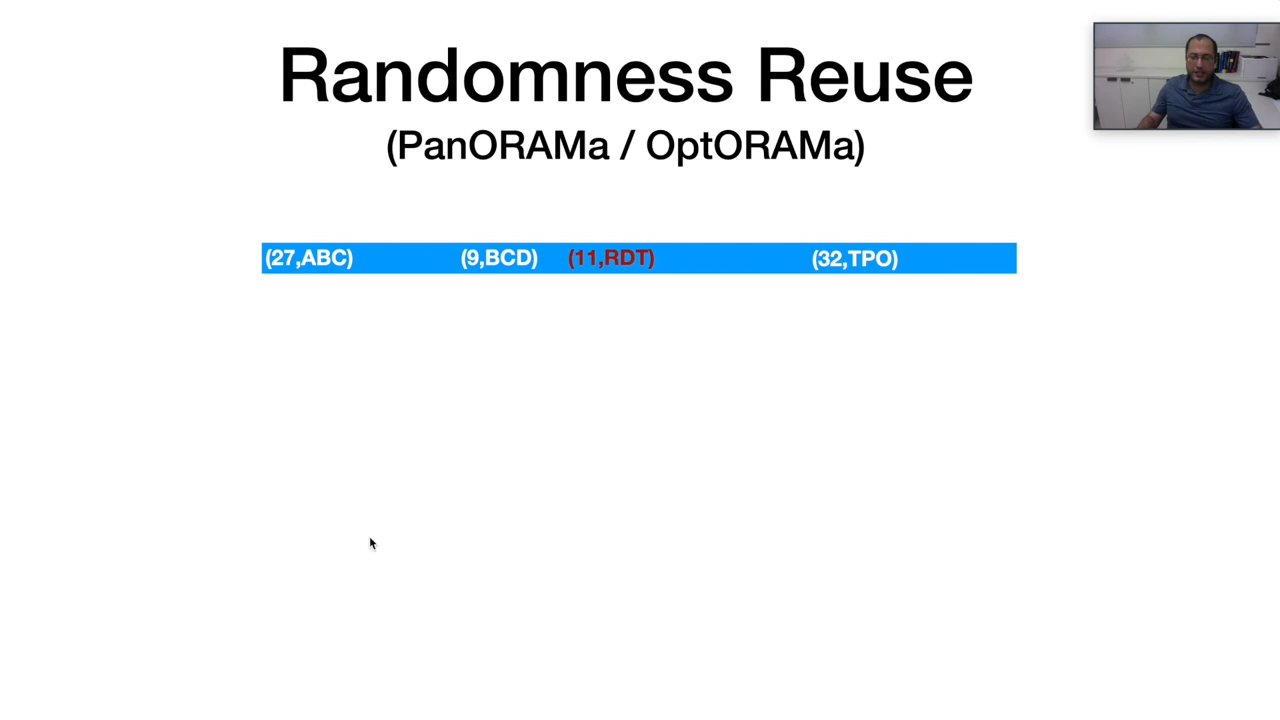 Randomness Reuse
(PanORAMa / OptORAMa)
(27,ABC) (9,BCD) (11,RDT) (32,TPO)